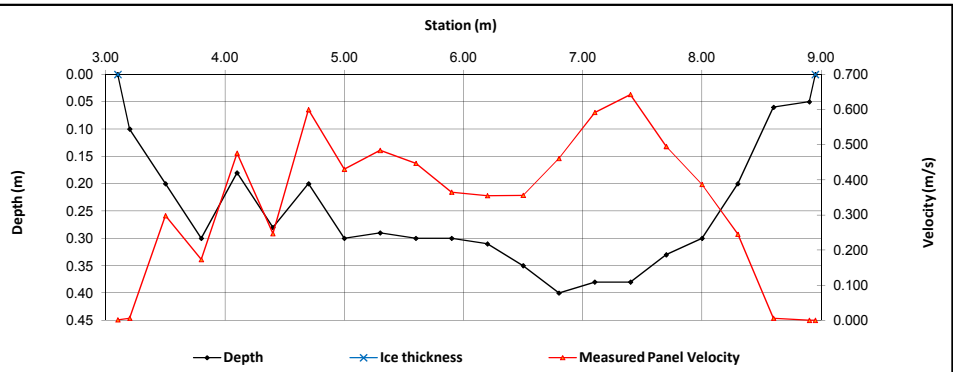 Station (m)
3.00 4.00 5.00 6.00 7.00 8.00 9.00
0.00 0.700
0.05 0.600
0.10 0.500
0.15 0.400
0.20 0.300
0.25 0.200
0.30 0.100
0.35 0.000
0.40
0.45
Depth (m)
Velocity (m/s)
Depth Ice thickness Measured Panel Velocity